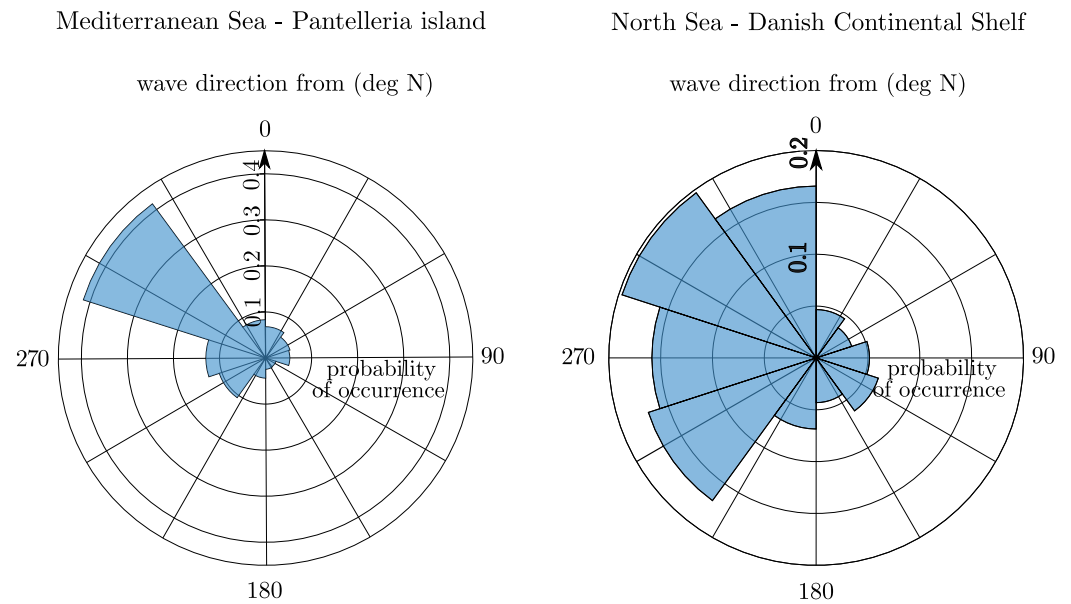 Mediterranean Sea - Pantelleria island
wave direction from (deg N)
0
0.4
0.3
0.2
0.1
270
90
probability
of occurrence
180
North Sea - Danish Continental Shelf
wave direction from (deg N)
0
0.2
0.1
270
90
probability
of occurrence
180